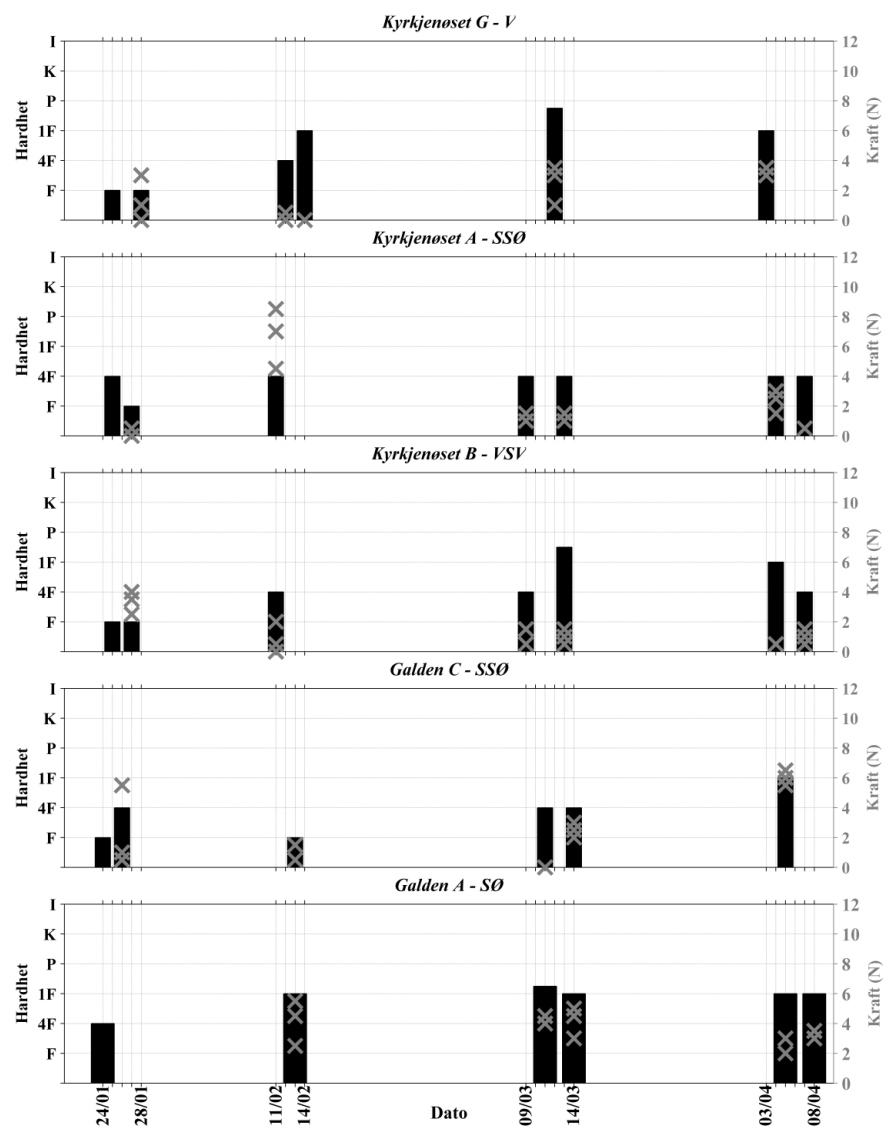 Kyrkjenøset G - V
I
K
P
1F
4F
F
Hardhet
12
10
8
6
4
2
0
Kraft (N)
Kyrkjenøset A - SSØ
I
K
P
1F
4F
F
Hardhet
12
10
8
6
4
2
0
Kraft (N)
Kyrkjenøset B - VSV
I
K
P
1F
4F
F
Hardhet
12
10
8
6
4
2
0
Kraft (N)
Galden C - SSØ
I
K
P
1F
4F
F
Hardhet
12
10
8
6
4
2
0
Kraft (N)
Galden A - SØ
I
K
P
1F
4F
F
Hardhet
12
10
8
6
4
2
0
Kraft (N)
24/01
28/01
11/02
14/02
09/03
14/03
03/04
08/04
Dato